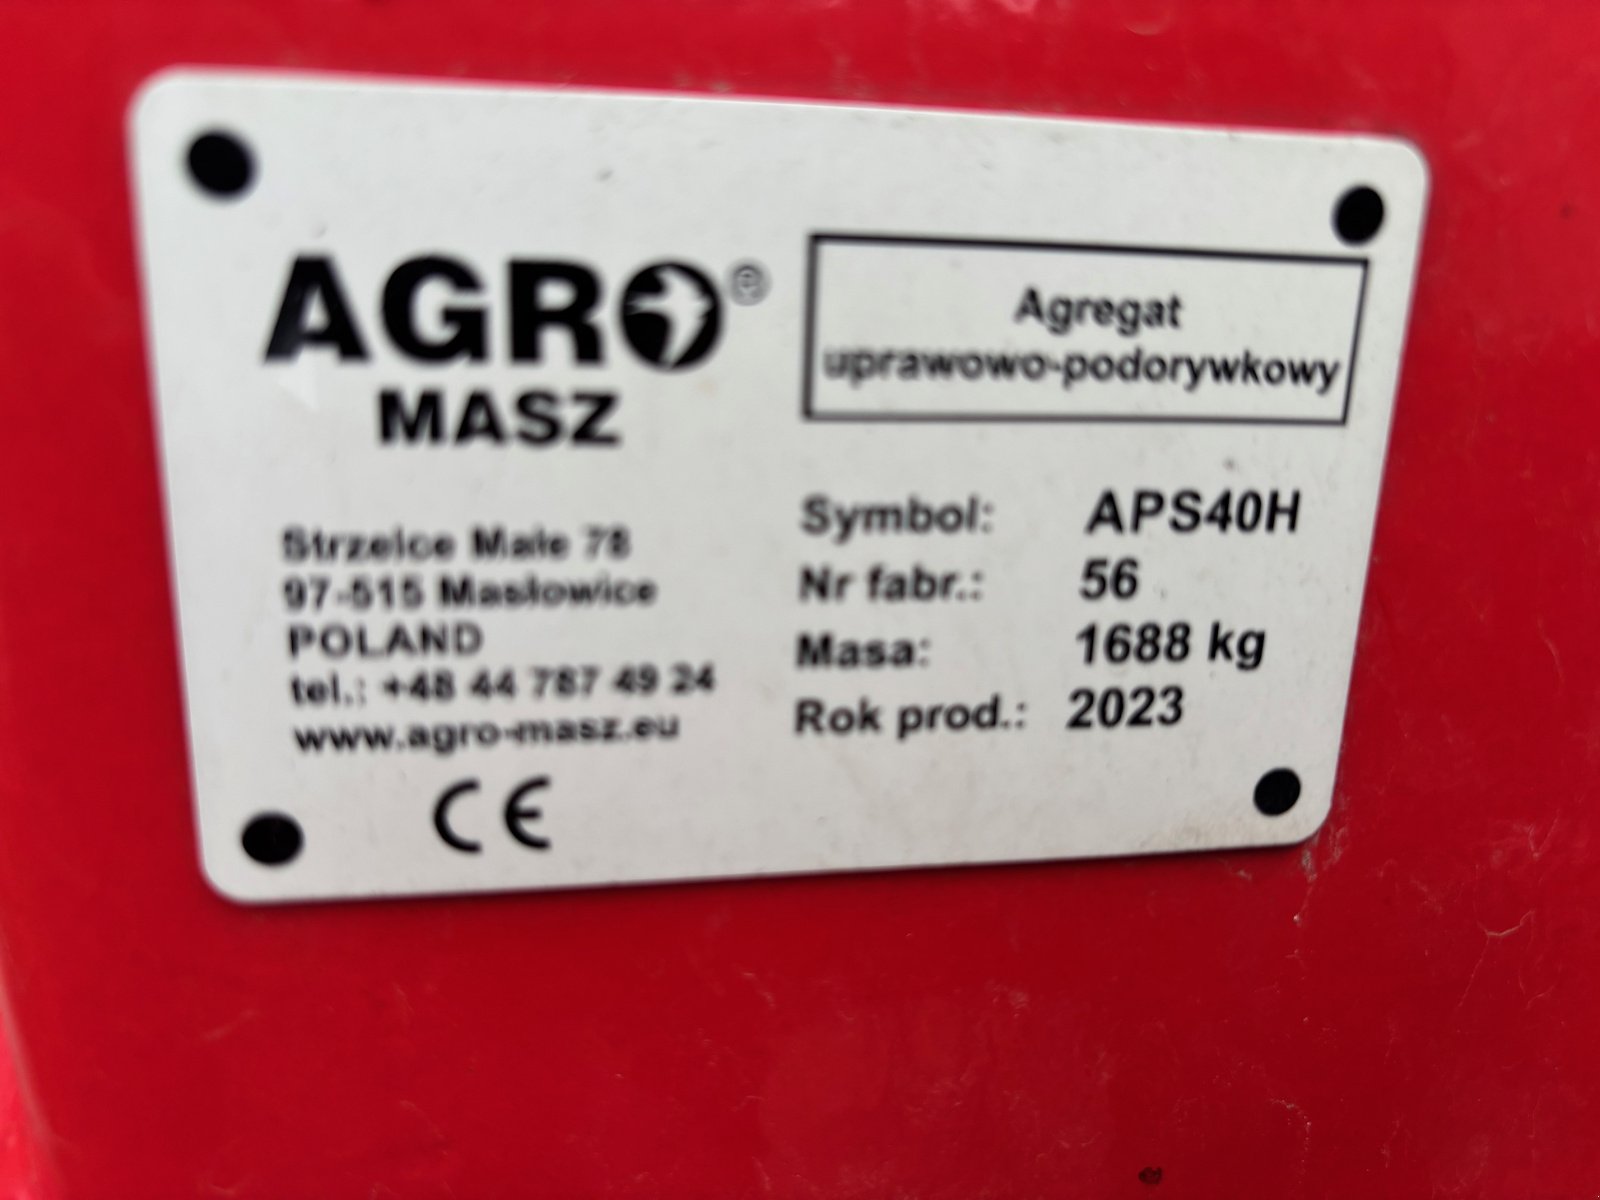 AGRO®
MASZ
Strzelce Małe 78
97-515 Masłowice
POLAND
tel.: +48 44 787 49 24
www.agro-masz.eu
CE
Agregat
uprawowo-podorywkowy
Symbol: APS40H
Nr fabr.: 56
Masa: 1688 kg
Rok prod.: 2023